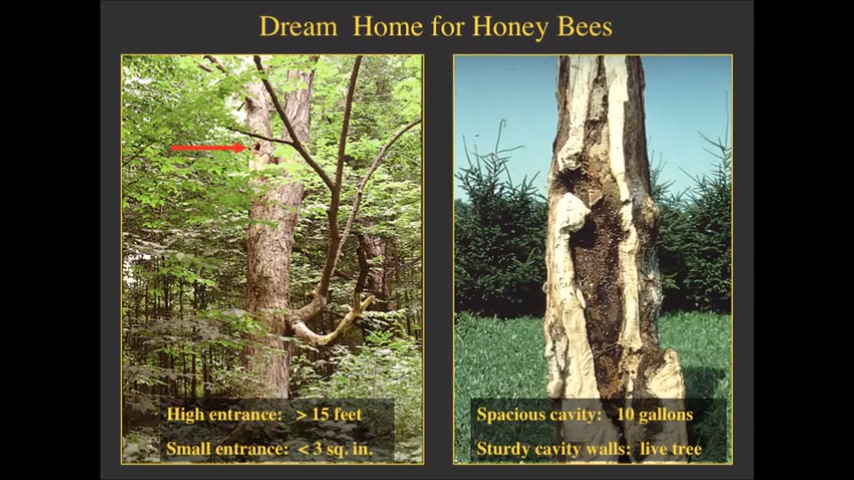 Dream Home for Honey Bees
High entrance: > 15 feet
Small entrance: < 3 sq. in.
Spacious cavity: 10 gallons
Sturdy cavity walls: live tree